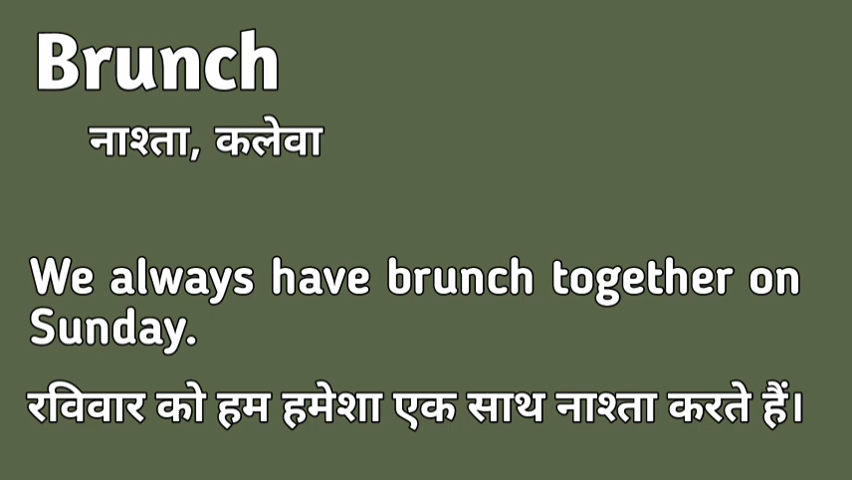 Brunch
नाश्ता, कलेवा
We always have brunch together on
Sunday.
रविवार को हम हमेशा एक साथ नाश्ता करते हैं।